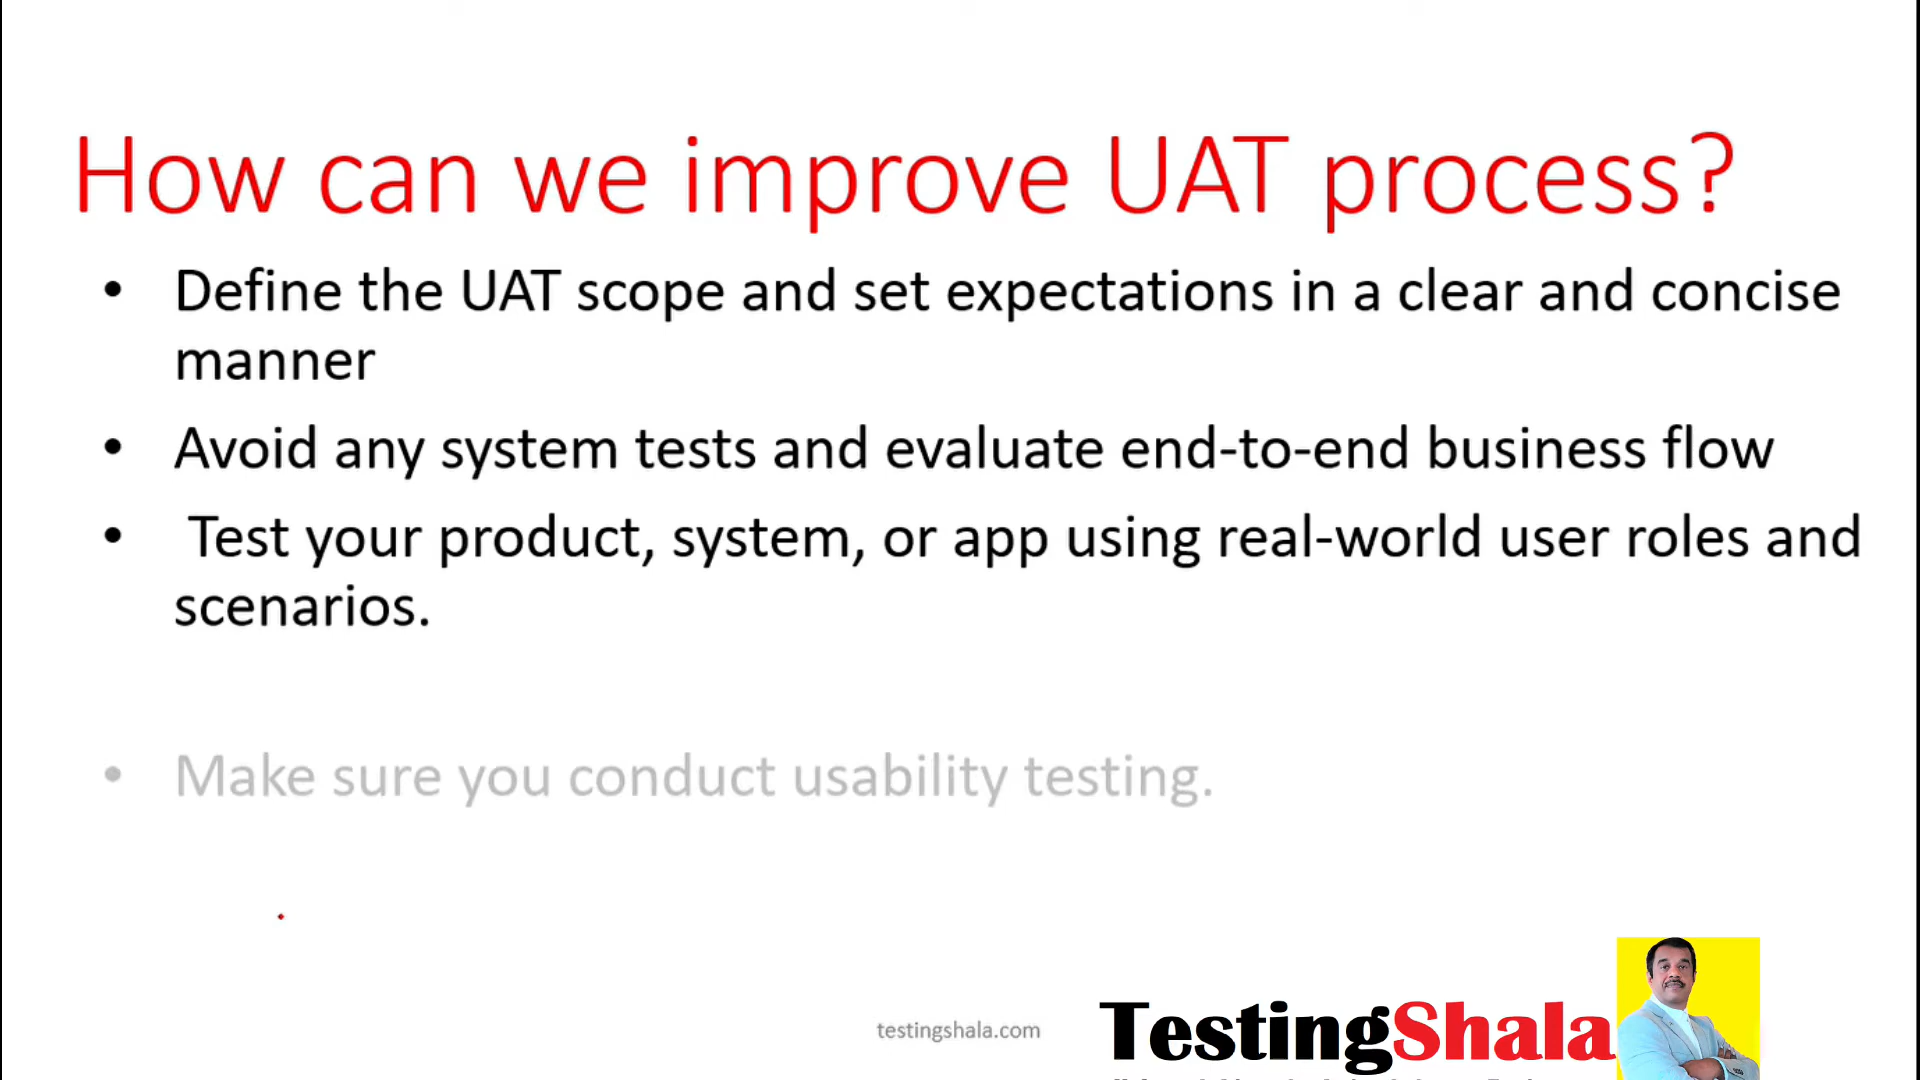 How can we improve UAT process?
• Define the UAT scope and set expectations in a clear and concise
manner
• Avoid any system tests and evaluate end-to-end business flow
• Test your product, system, or app using real-world user roles and
scenarios.
• Make sure you conduct usability testing.
testingshala.com
TestingShala